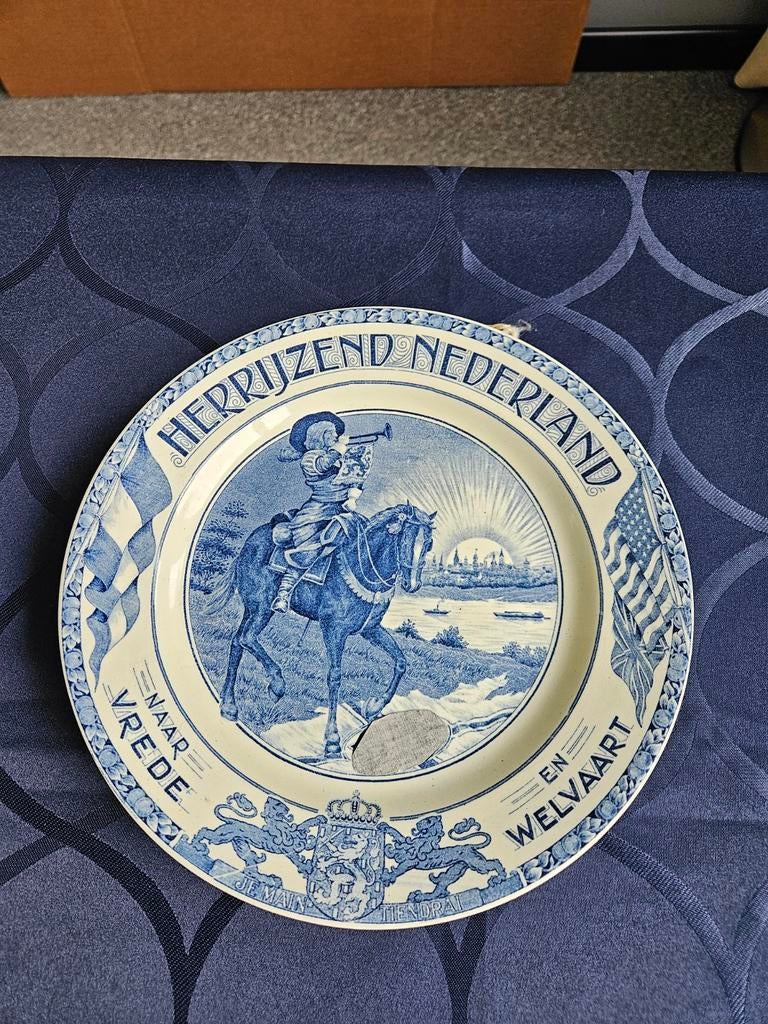 HERRIJZEND NEDERLAND
NAAR
VREDE
EN
WELVAART
JE MAIN TIENDRAI